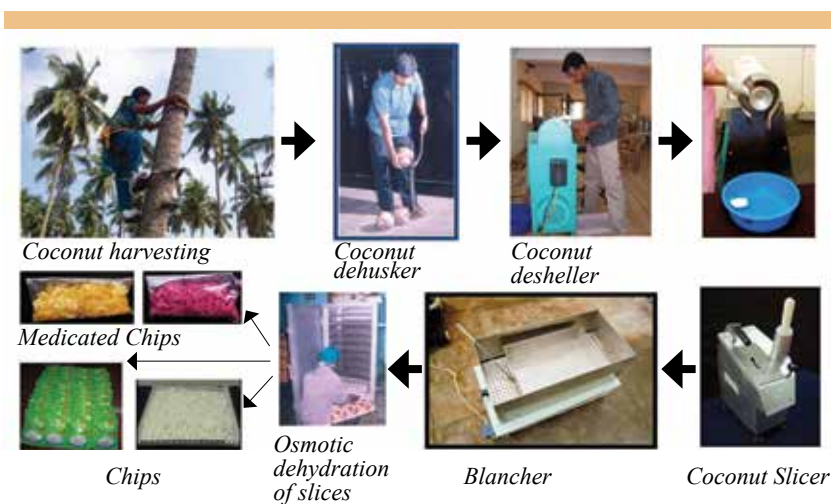 Coconut harvesting
Coconut
dehusker
Coconut
desheller
Medicated Chips
Chips
Osmotic
dehydration
of slices
Blancher
Coconut Slicer